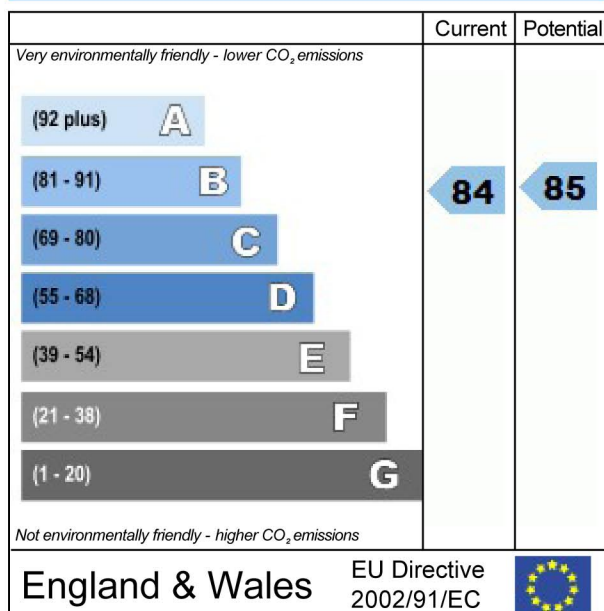 Current Potential
Very environmentally friendly - lower CO₂ emissions
(92 plus) A
(81 - 91) B 84 85
(69 - 80) C
(55 - 68) D
(39 - 54) E
(21 - 38) F
(1 - 20) G
Not environmentally friendly - higher CO₂ emissions
England & Wales
EU Directive
2002/91/EC